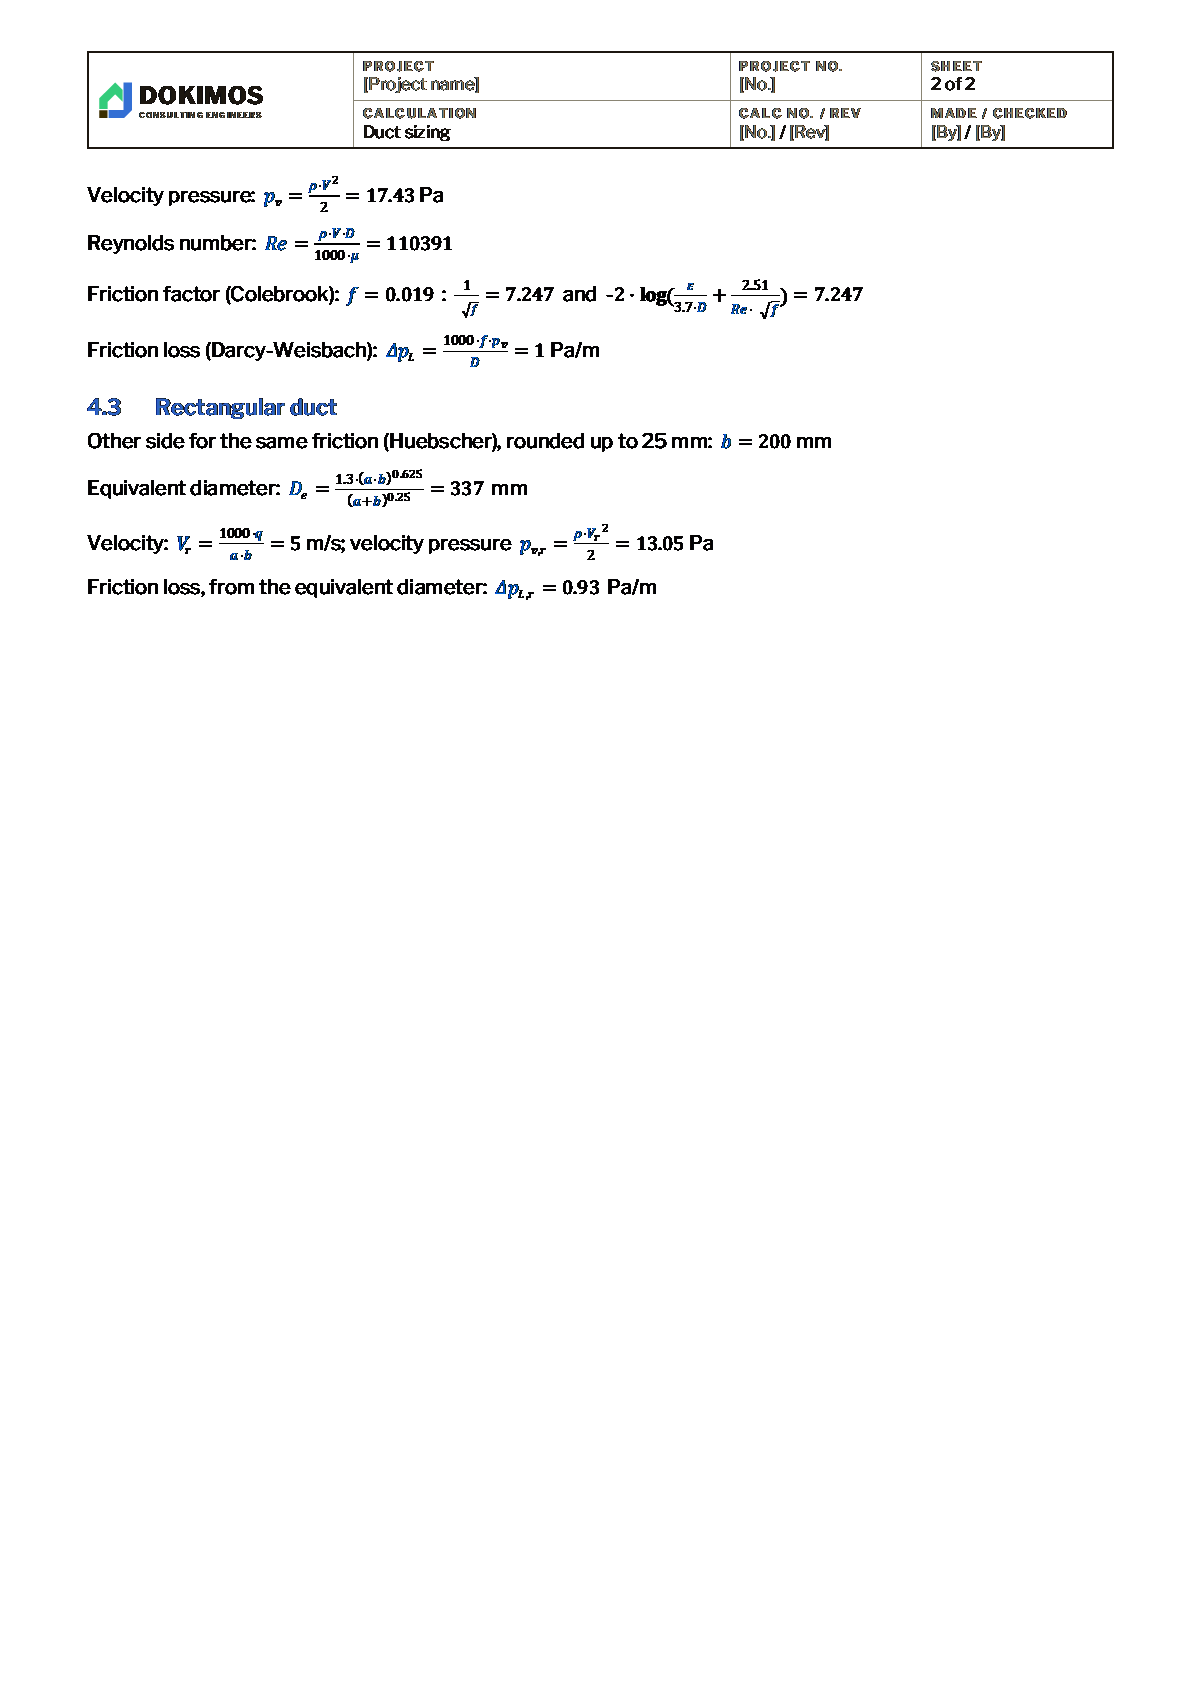 DOKIMOS
CONSULTING ENGINEERS
PROJECT
[Project name]
PROJECT NO.
[No.]
SHEET
2 of 2
CALCULATION
Duct sizing
CALC NO. / REV
[No.] / [Rev]
MADE / CHECKED
[By] / [By]
Velocity pressure: p_v = ρ·V²/2 = 17.43 Pa
Reynolds number: Re = ρ·V·D/1000·μ = 110391
Friction factor (Colebrook): f = 0.019 : 1/√f = 7.247 and -2 · log(ε/3.7·D + 2.51/Re·√f) = 7.247
Friction loss (Darcy-Weisbach): Δp_L = 1000·f·p_v/D = 1 Pa/m
4.3 Rectangular duct
Other side for the same friction (Huebscher), rounded up to 25 mm: b = 200 mm
Equivalent diameter: D_e = 1.3·(a·b)^0.625/(a+b)^0.25 = 337 mm
Velocity: V_r = 1000·q/a·b = 5 m/s; velocity pressure p_v,r = ρ·V_r²/2 = 13.05 Pa
Friction loss, from the equivalent diameter: Δp_L,r = 0.93 Pa/m